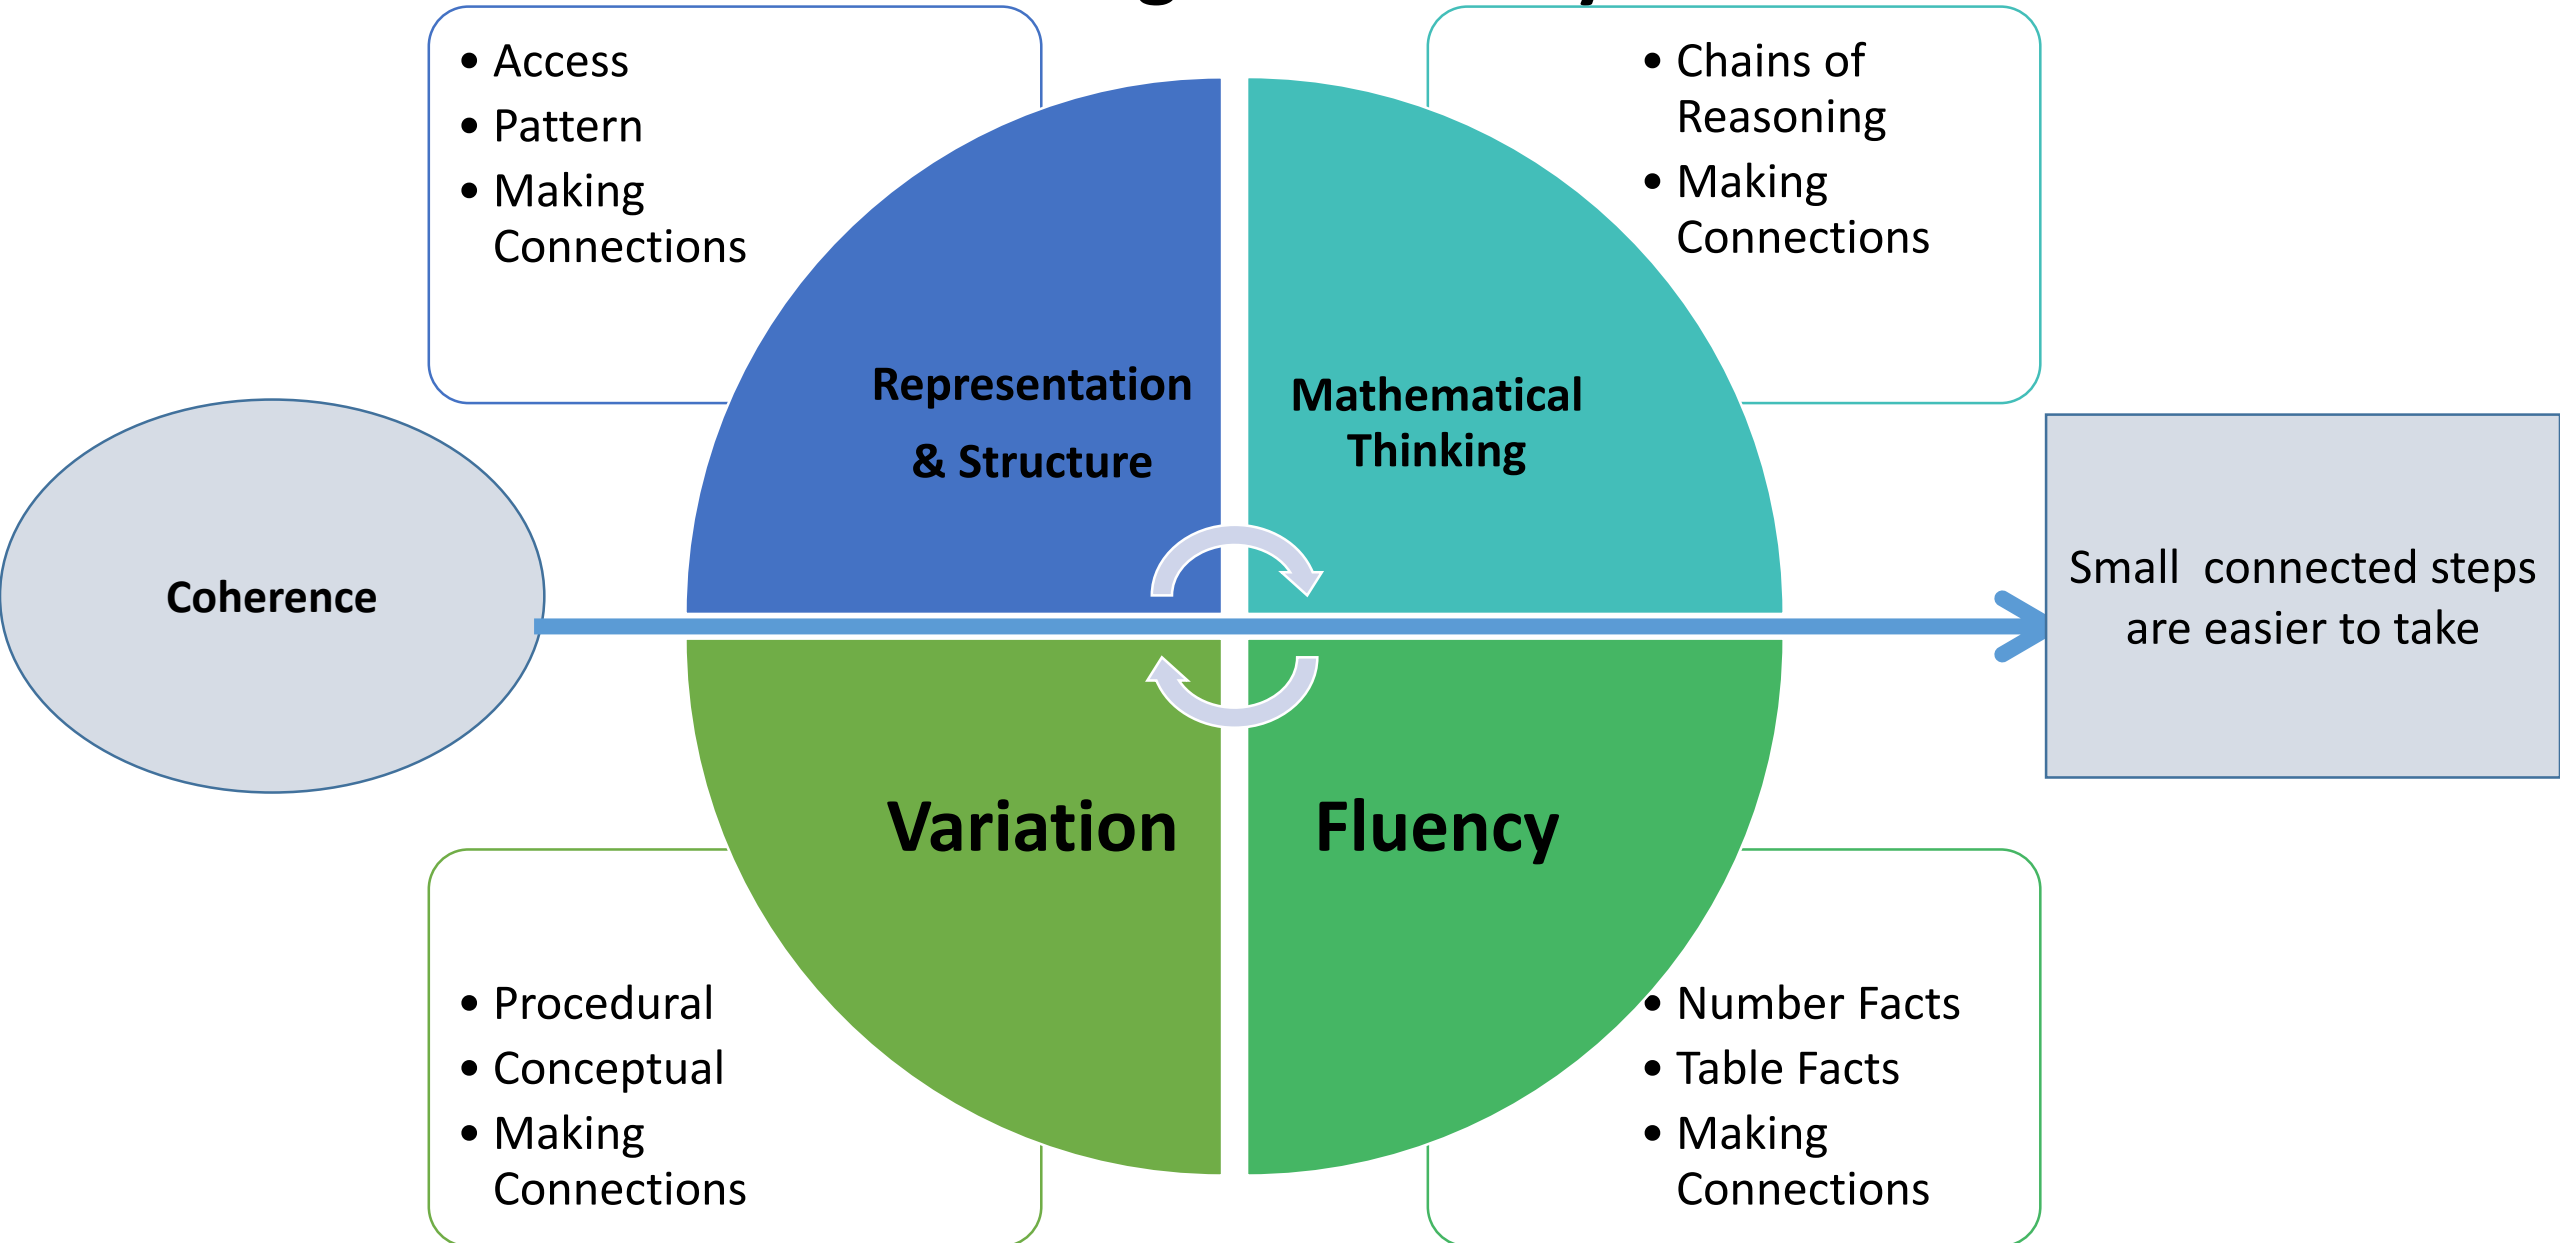 • Access
• Pattern
• Making
Connections
• Chains of
Reasoning
• Making
Connections
Representation
& Structure
Mathematical
Thinking
Coherence
Small  connected steps
are easier to take
Variation
Fluency
• Procedural
• Conceptual
• Making
Connections
• Number Facts
• Table Facts
• Making
Connections